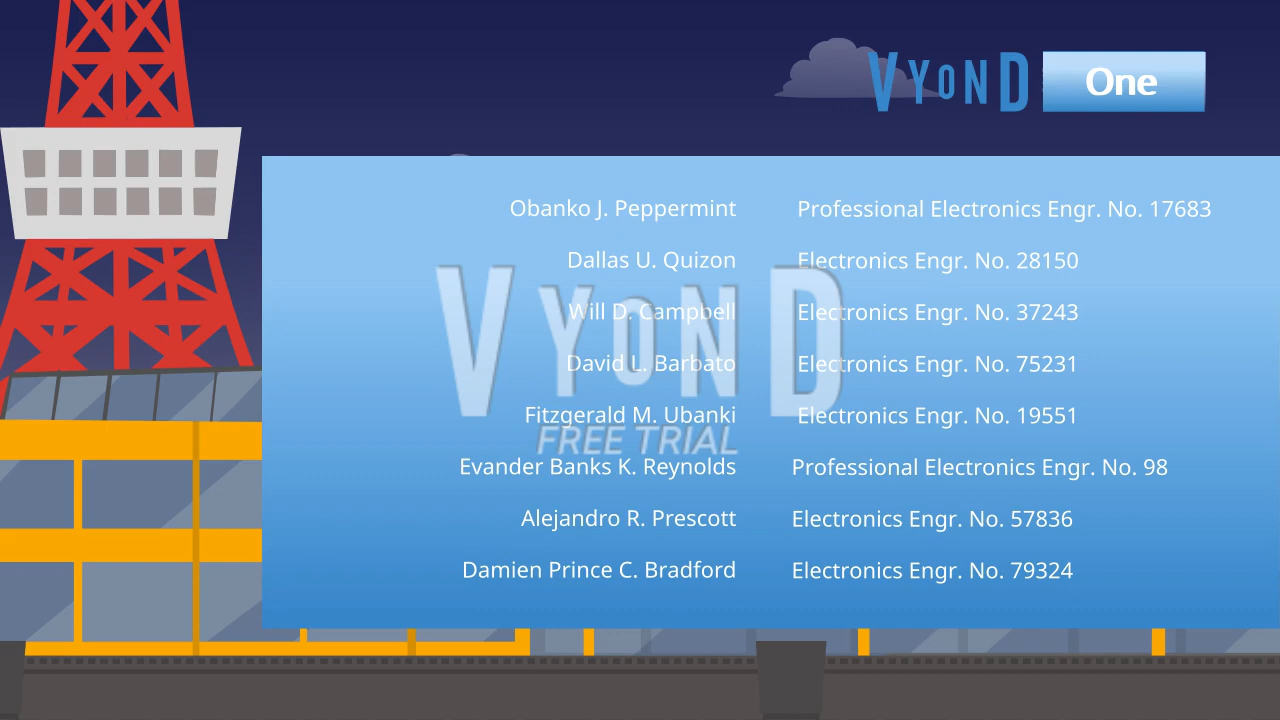 VYOND One
Obanko J. Peppermint Professional Electronics Engr. No. 17683
Dallas U. Quizon Electronics Engr. No. 28150
Will D. Campbell Electronics Engr. No. 37243
David L. Barbato Electronics Engr. No. 75231
Fitzgerald M. Ubanki Electronics Engr. No. 19551
Evander Banks K. Reynolds Professional Electronics Engr. No. 98
Alejandro R. Prescott Electronics Engr. No. 57836
Damien Prince C. Bradford Electronics Engr. No. 79324
VYOND
FREE TRIAL